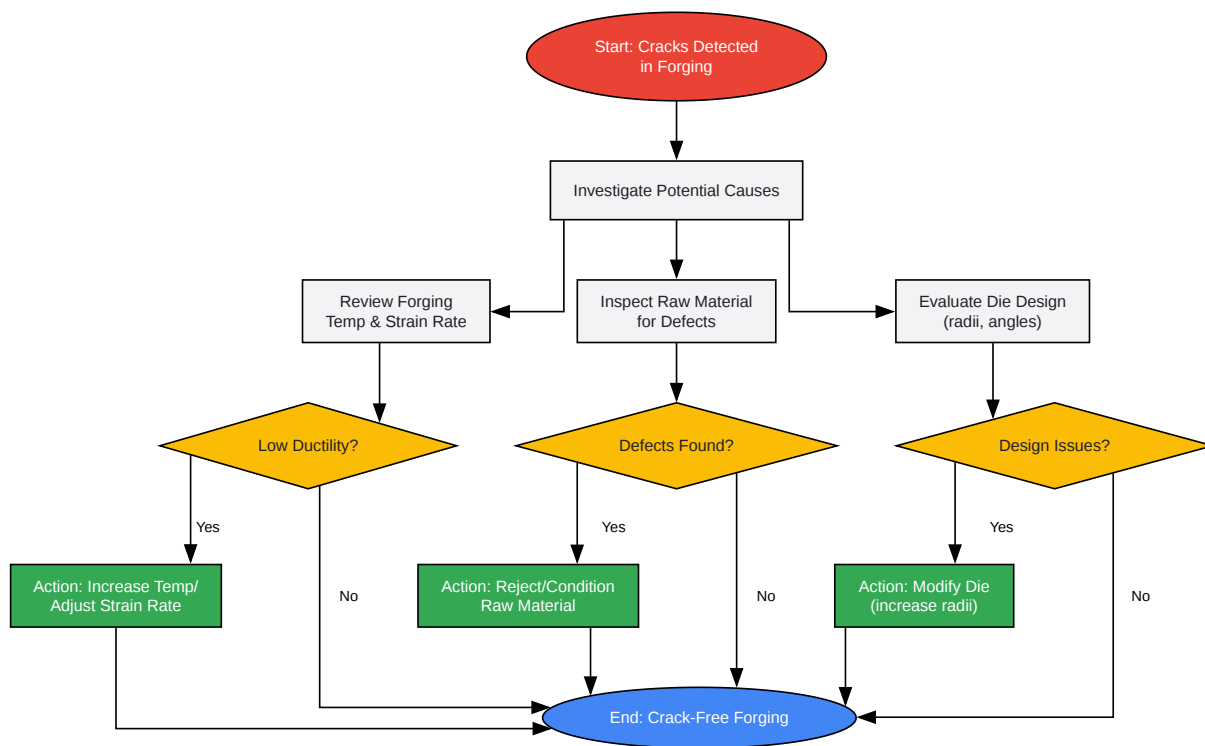 Start: Cracks Detected
in Forging
Investigate Potential Causes
Review Forging
Temp & Strain Rate
Inspect Raw Material
for Defects
Evaluate Die Design
(radii, angles)
Low Ductility?
Defects Found?
Design Issues?
Yes
Yes
Yes
Action: Increase Temp/
Adjust Strain Rate
No
Action: Reject/Condition
Raw Material
No
Action: Modify Die
(increase radii)
No
End: Crack-Free Forging